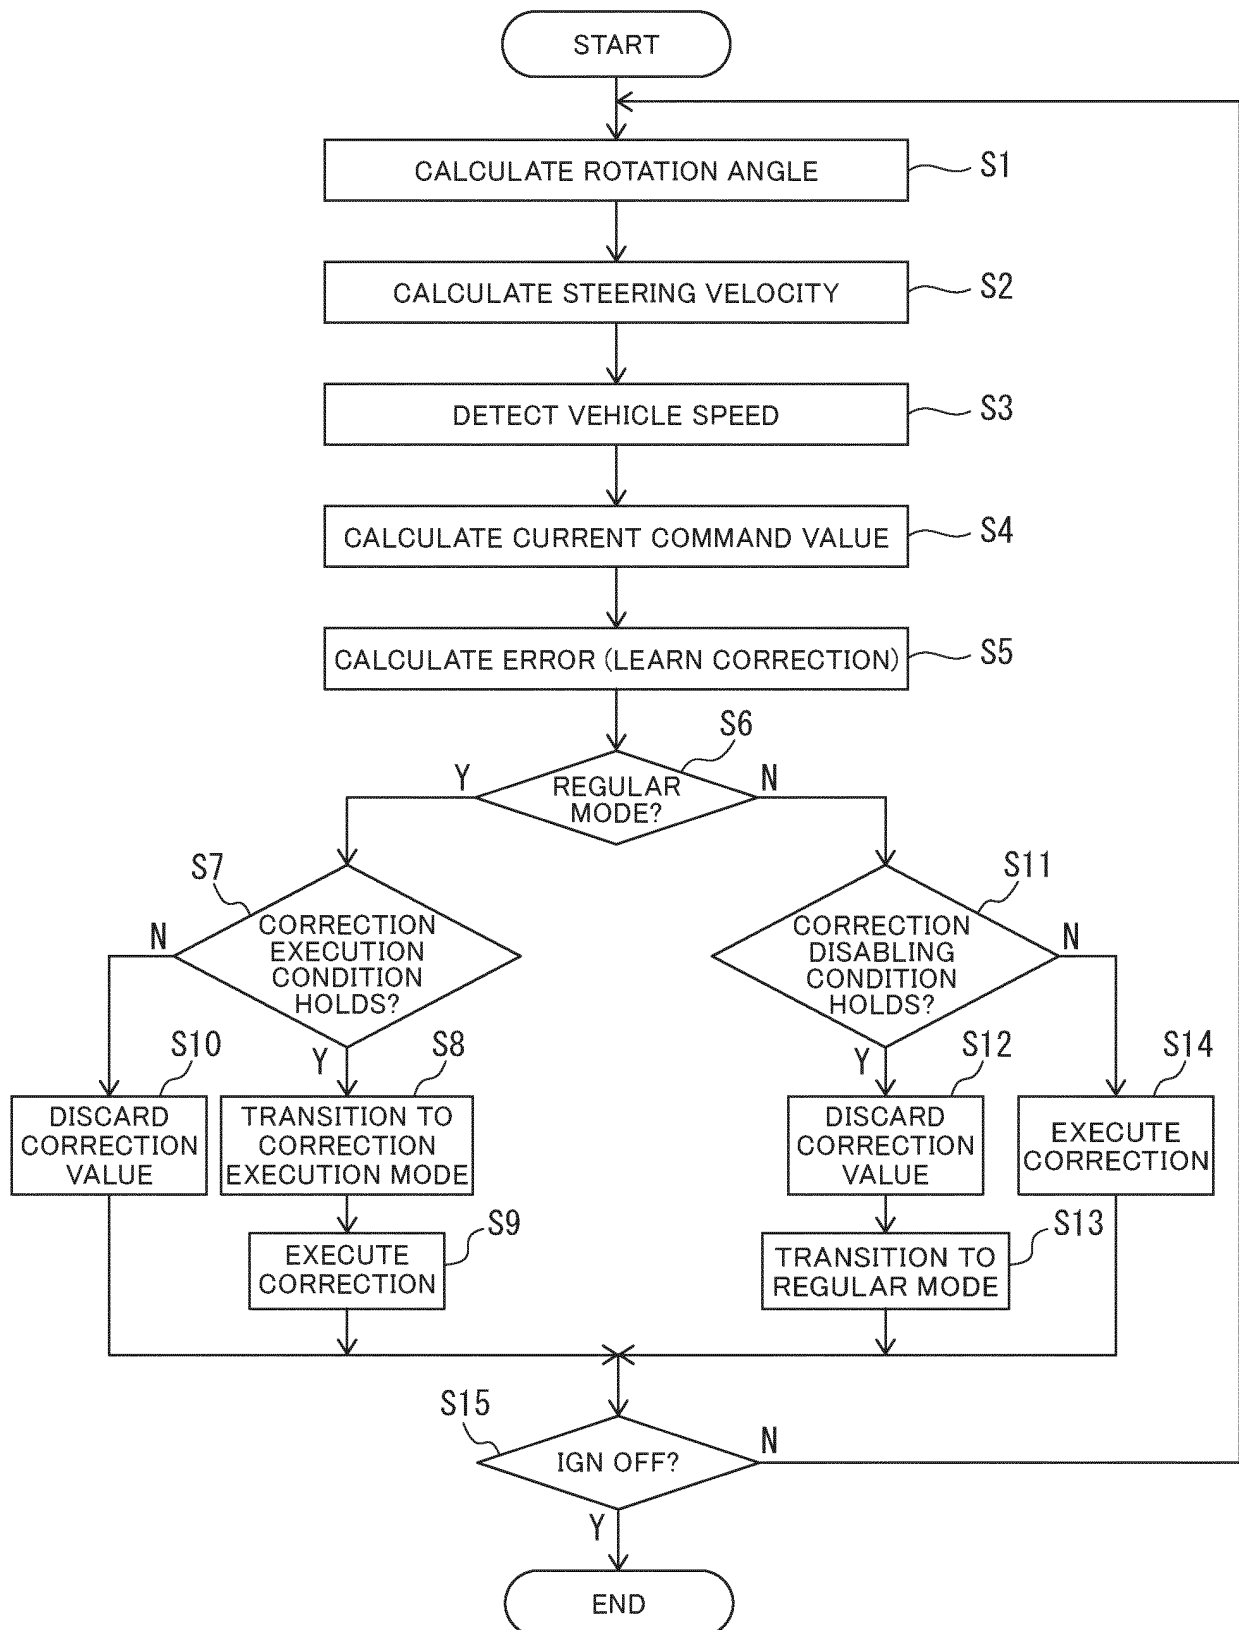 START
CALCULATE ROTATION ANGLE
S1
CALCULATE STEERING VELOCITY
S2
DETECT VEHICLE SPEED
S3
CALCULATE CURRENT COMMAND VALUE
S4
CALCULATE ERROR (LEARN CORRECTION)
S5
S6
Y
REGULAR
MODE?
N
S7
N
CORRECTION
EXECUTION
CONDITION
HOLDS?
Y
S11
CORRECTION
DISABLING
CONDITION
HOLDS?
N
Y
S10
DISCARD
CORRECTION
VALUE
S8
TRANSITION TO
CORRECTION
EXECUTION MODE
S12
DISCARD
CORRECTION
VALUE
S14
EXECUTE
CORRECTION
S9
EXECUTE
CORRECTION
S13
TRANSITION TO
REGULAR MODE
S15
IGN OFF?
N
Y
END